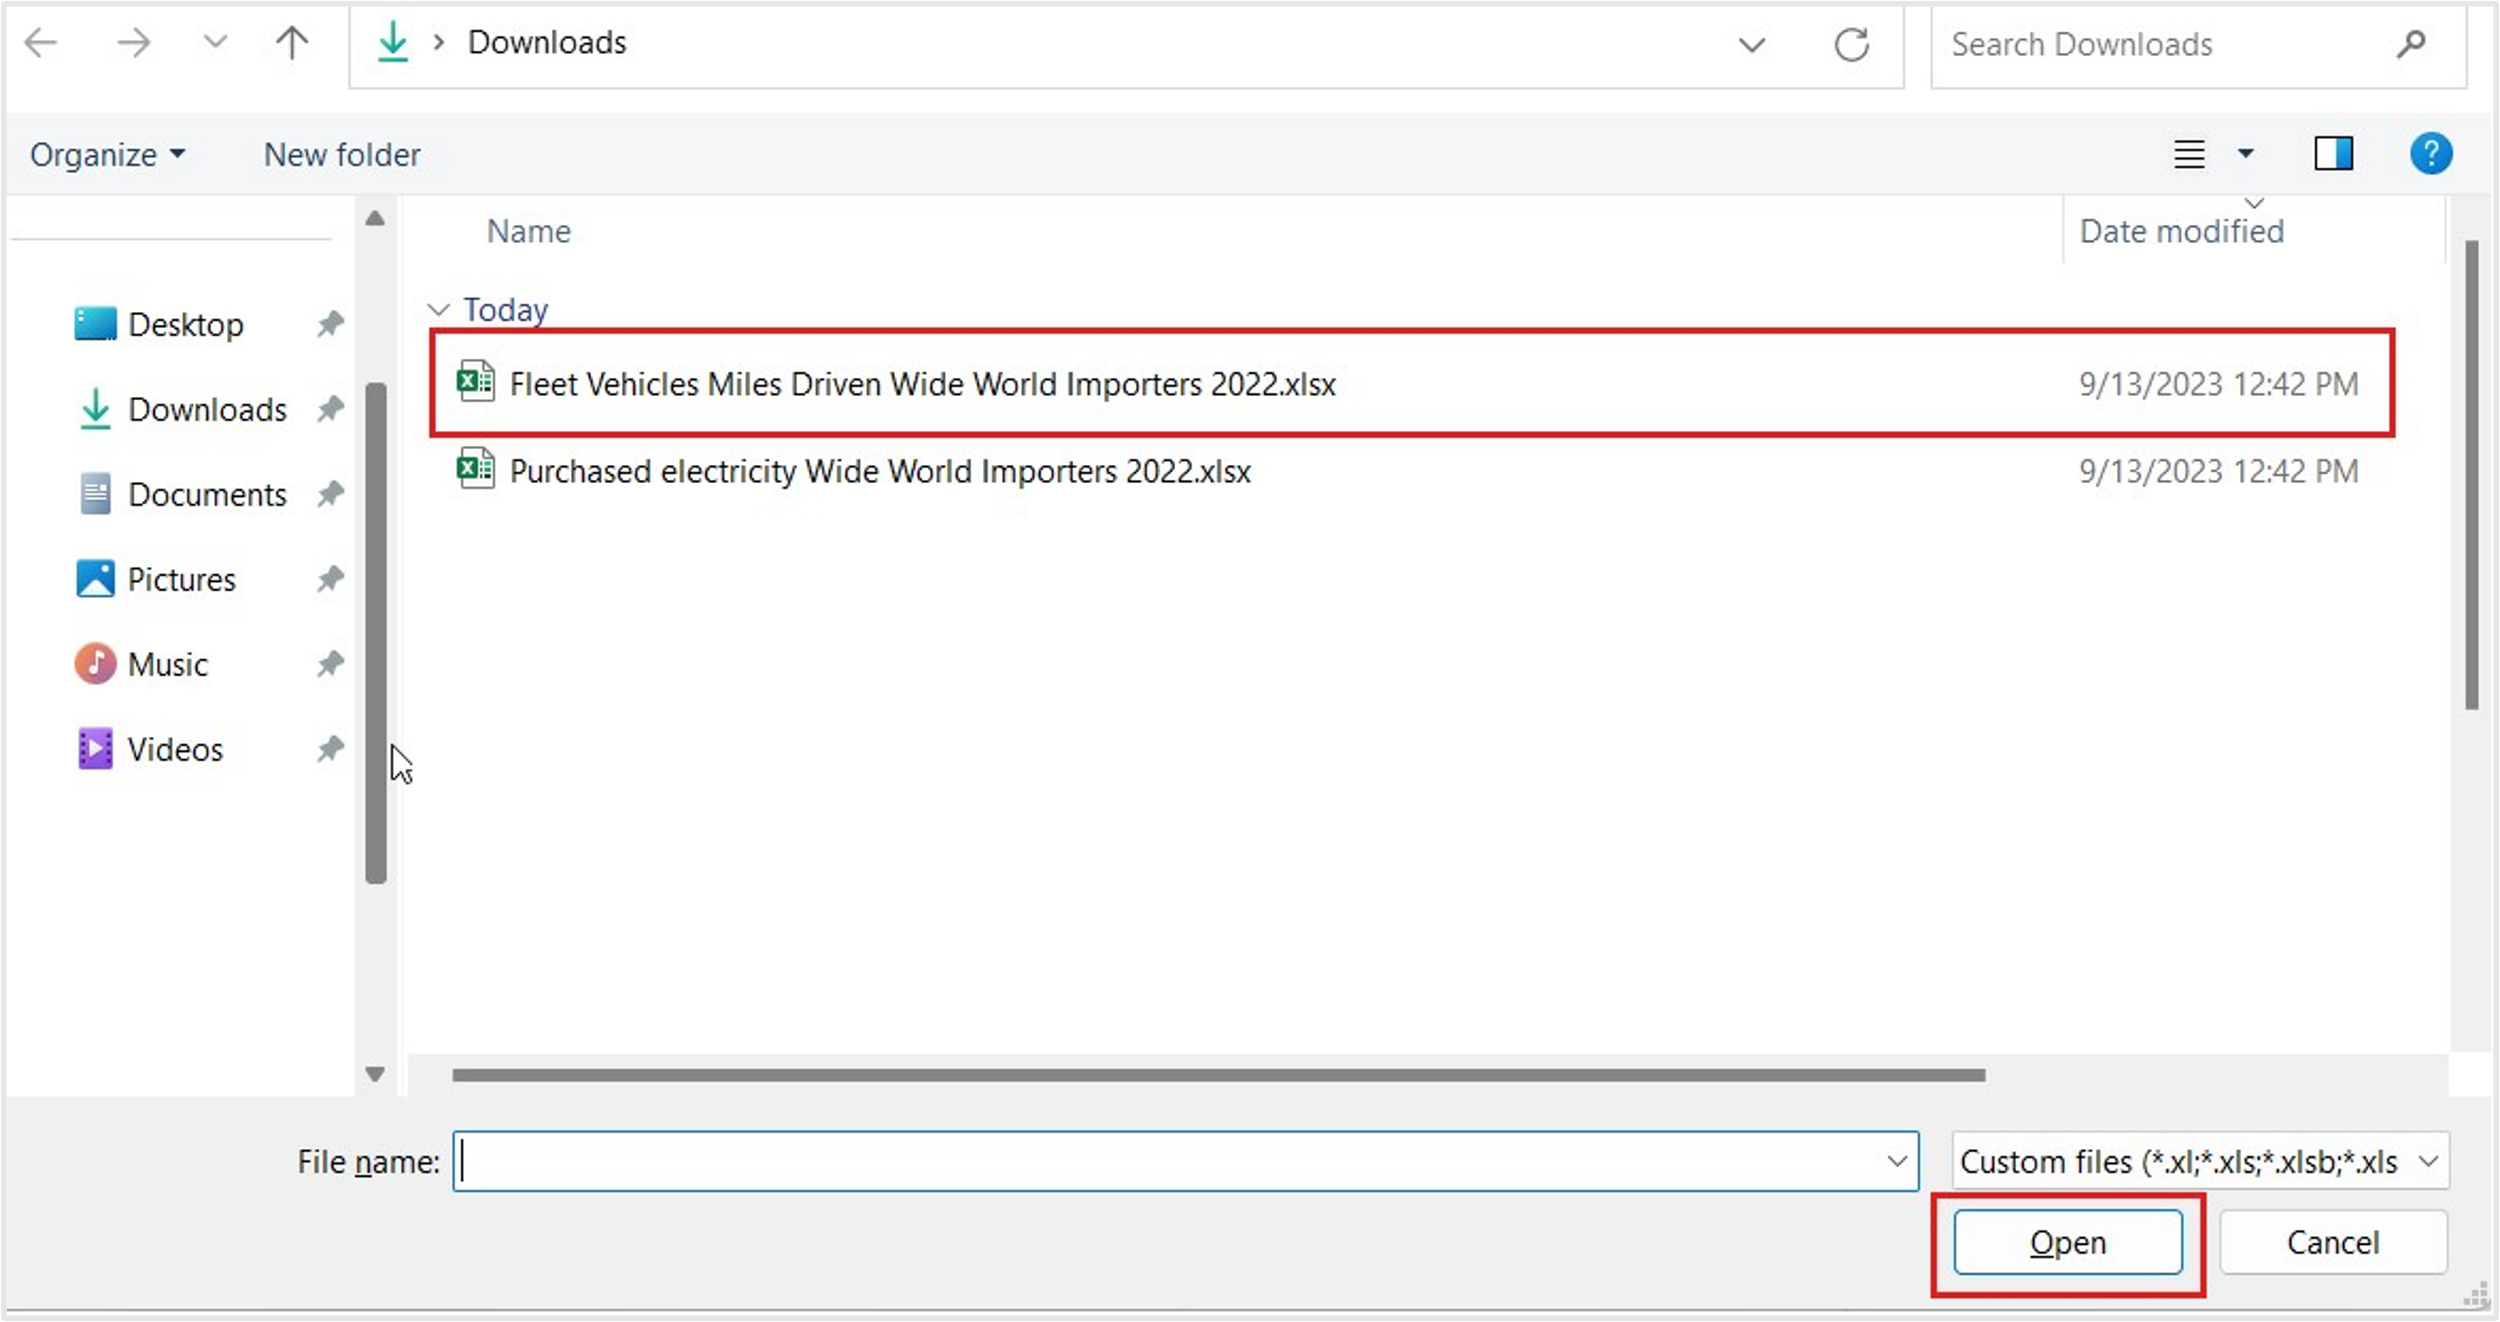 Downloads
Search Downloads
Organize
New folder
Name
Date modified
Today
Fleet Vehicles Miles Driven Wide World Importers 2022.xlsx 9/13/2023 12:42 PM
Purchased electricity Wide World Importers 2022.xlsx 9/13/2023 12:42 PM
Desktop
Downloads
Documents
Pictures
Music
Videos
File name:
Custom files (*.xl;*.xls;*.xlsb;*.xls
Open
Cancel